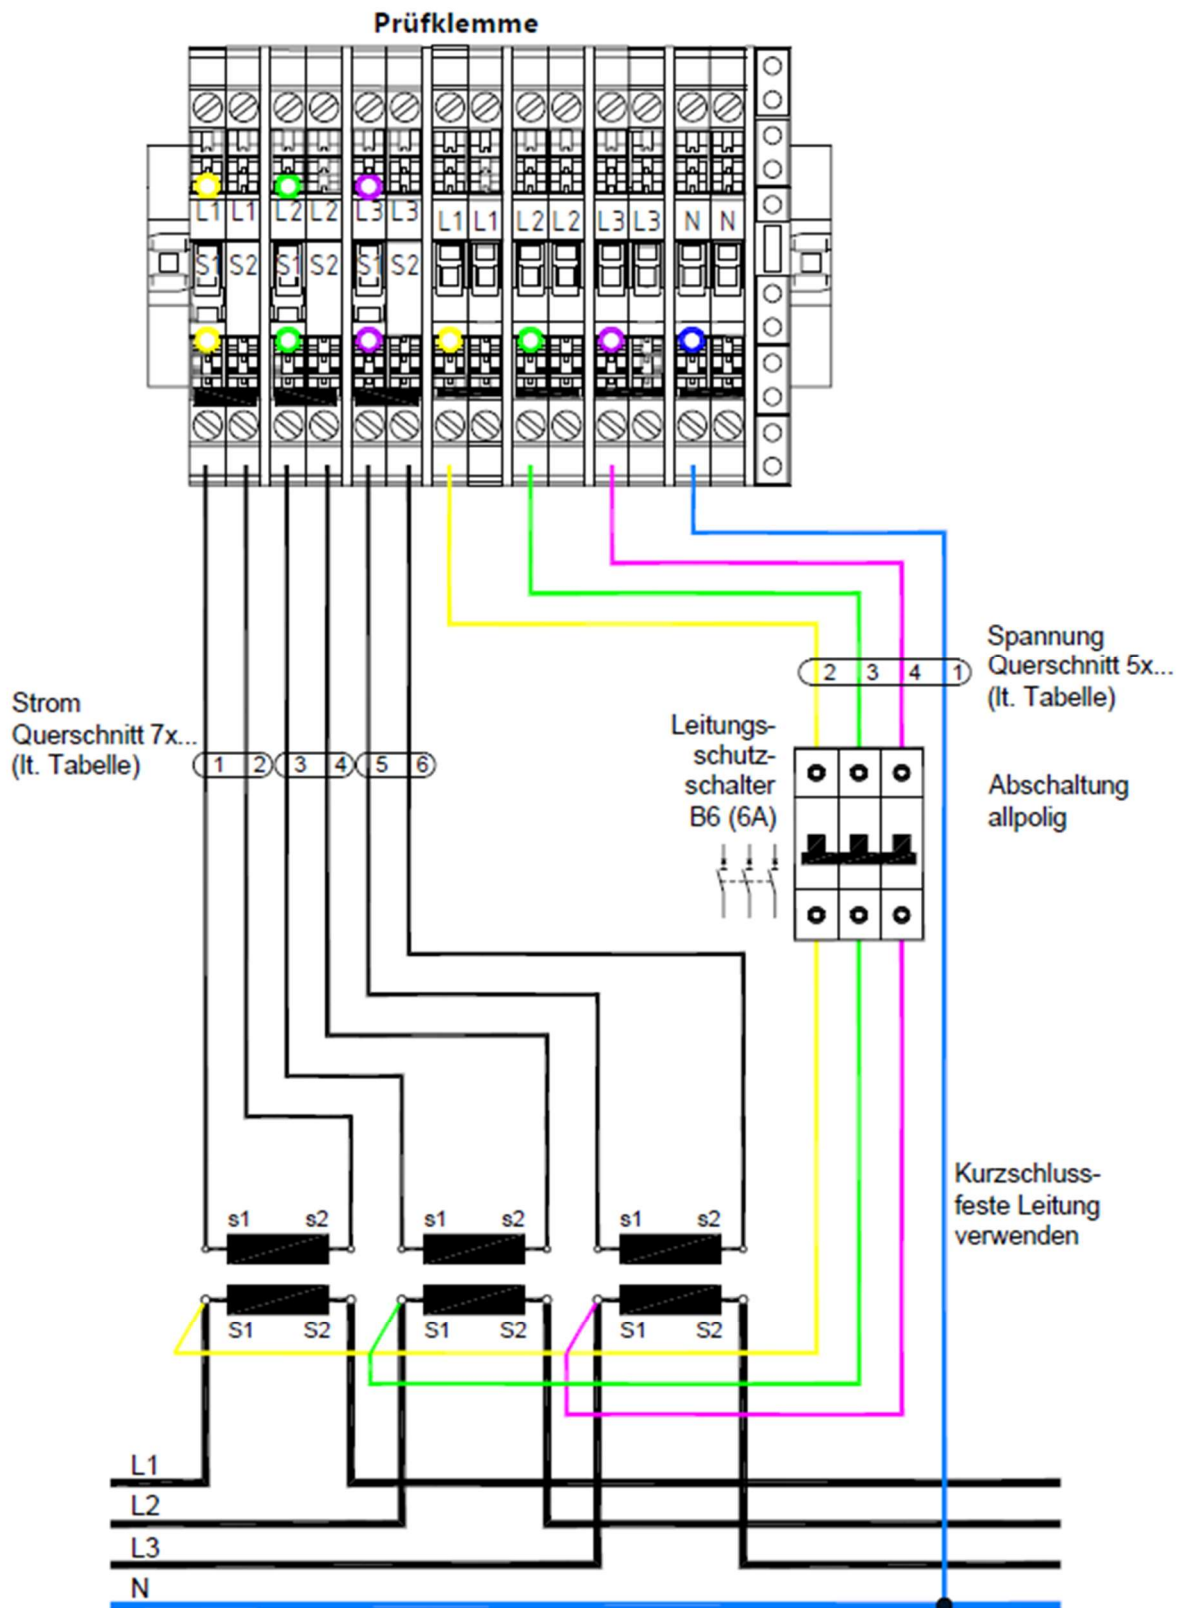 Prüfklemme
L1 L1 L2 L2 L3 L3 L1 L1 L2 L2 L3 L3 N N
S1 S2 S1 S2 S1 S2
Spannung
Querschnitt 5x...
(lt. Tabelle)
2 3 4 1
Strom
Querschnitt 7x...
(lt. Tabelle)
1 2 3 4 5 6
Leitungs-
schutz-
schalter
B6 (6A)
Abschaltung
allpolig
Kurzschluss-
feste Leitung
verwenden
s1 s2 s1 s2 s1 s2
S1 S2 S1 S2 S1 S2
L1
L2
L3
N